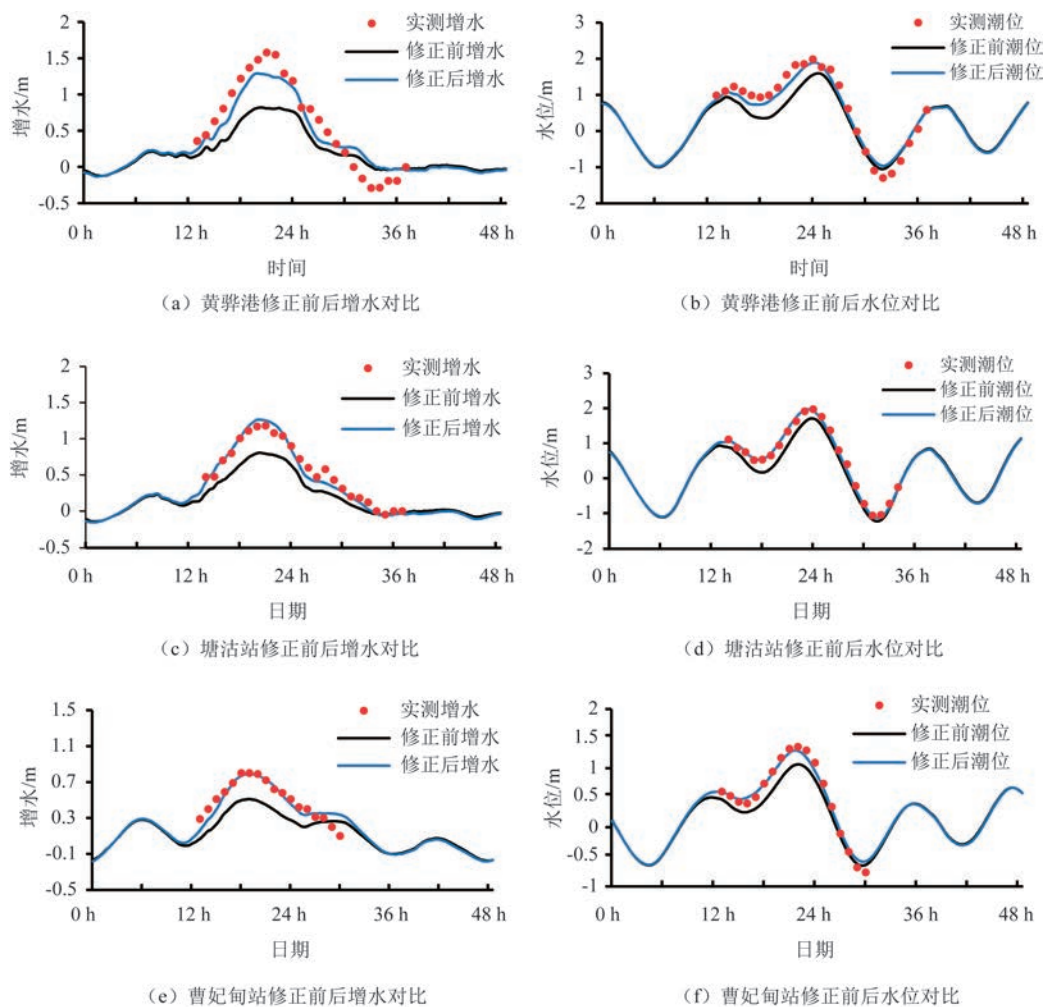 2
1.5
1
0.5
0
-0.5
增水/m
实测增水
修正前增水
修正后增水
0 h
12 h
24 h
36 h
48 h
时间
(a)黄骅港修正前后增水对比
3
2
1
0
-1
-2
水位/m
实测潮位
修正前潮位
修正后潮位
0 h
12 h
24 h
36 h
48 h
时间
(b)黄骅港修正前后水位对比
2
1.5
1
0.5
0
-0.5
增水/m
实测增水
修正前增水
修正后增水
0 h
12 h
24 h
36 h
48 h
日期
(c)塘沽站修正前后增水对比
3
2
1
0
-1
-2
水位/m
实测潮位
修正前潮位
修正后潮位
0 h
12 h
24 h
36 h
48 h
日期
(d)塘沽站修正前后水位对比
1.5
1.1
0.7
0.3
-0.1
-0.5
增水/m
实测增水
修正前增水
修正后增水
0 h
12 h
24 h
36 h
48 h
日期
(e)曹妃甸站修正前后增水对比
2
1.5
1
0.5
0
-0.5
-1
水位/m
实测潮位
修正前潮位
修正后潮位
0 h
12 h
24 h
36 h
48 h
日期
(f)曹妃甸站修正前后水位对比